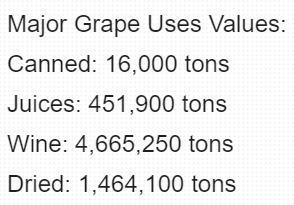 Major Grape Uses Values:
Canned: 16,000 tons
Juices: 451,900 tons
Wine: 4,665,250 tons
Dried: 1,464,100 tons